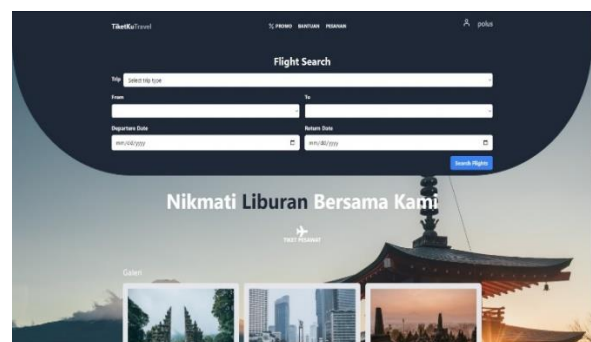 TiketKuTravel
% PROMO BANTUAN PESANAN
polus
Flight Search
Trip
Select trip type
From
To
Departure Date
Return Date
mm/dd/yyyy
mm/dd/yyyy
Search Flights
Nikmati Liburan Bersama Kami
TIKET PESAWAT
Galeri